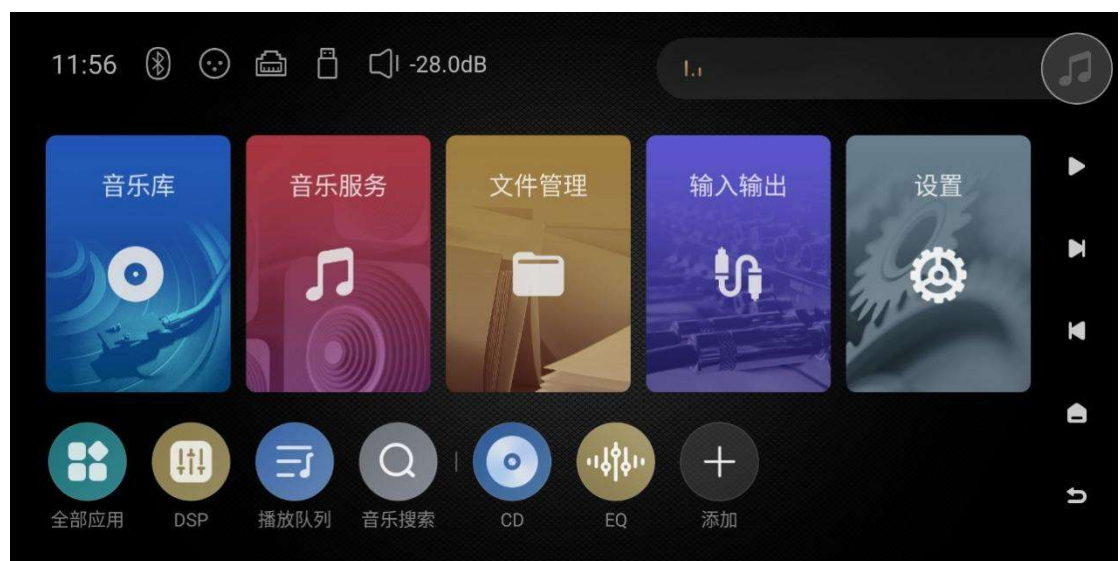 11:56 -28.0dB
音乐库
音乐服务
文件管理
输入输出
设置
全部应用
DSP
播放队列
音乐搜索
CD
EQ
添加